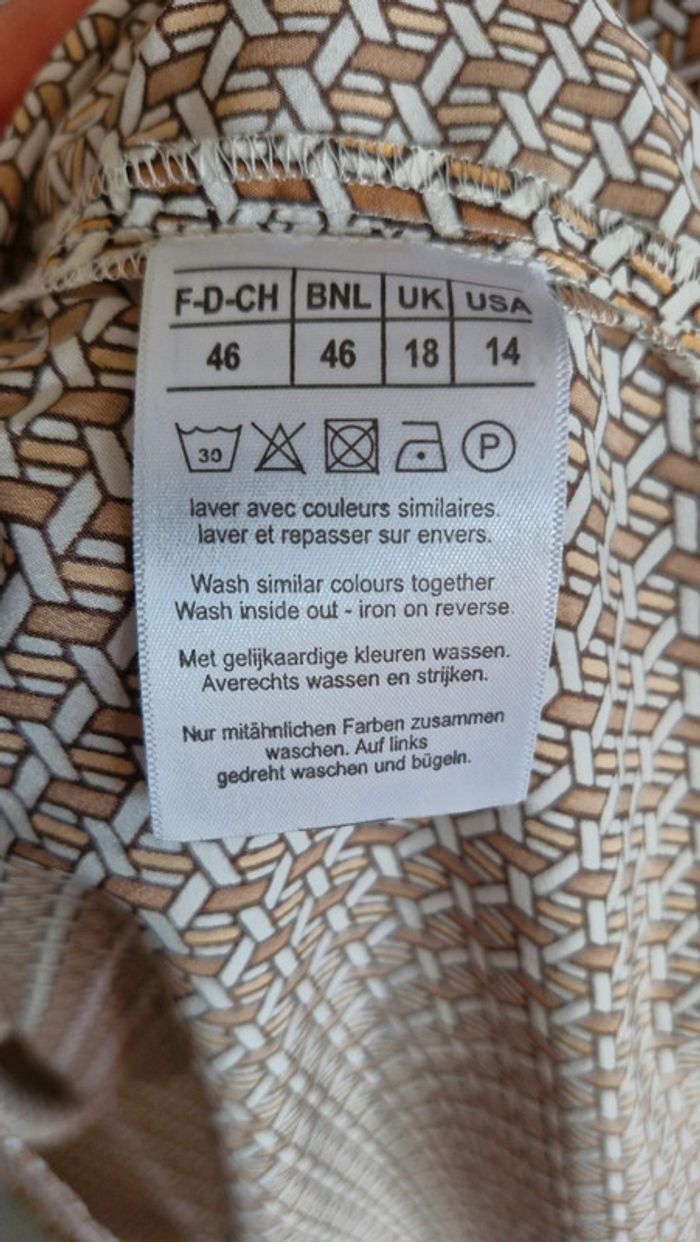 F-D-CH BNL UK USA
46 46 18 14
30 P
laver avec couleurs similaires.
laver et repasser sur envers.
Wash similar colours together
Wash inside out - iron on reverse.
Met gelijkaardige kleuren wassen.
Averechts wassen en strijken.
Nur mitähnlichen Farben zusammen
waschen. Auf links
gedreht waschen und bügeln.